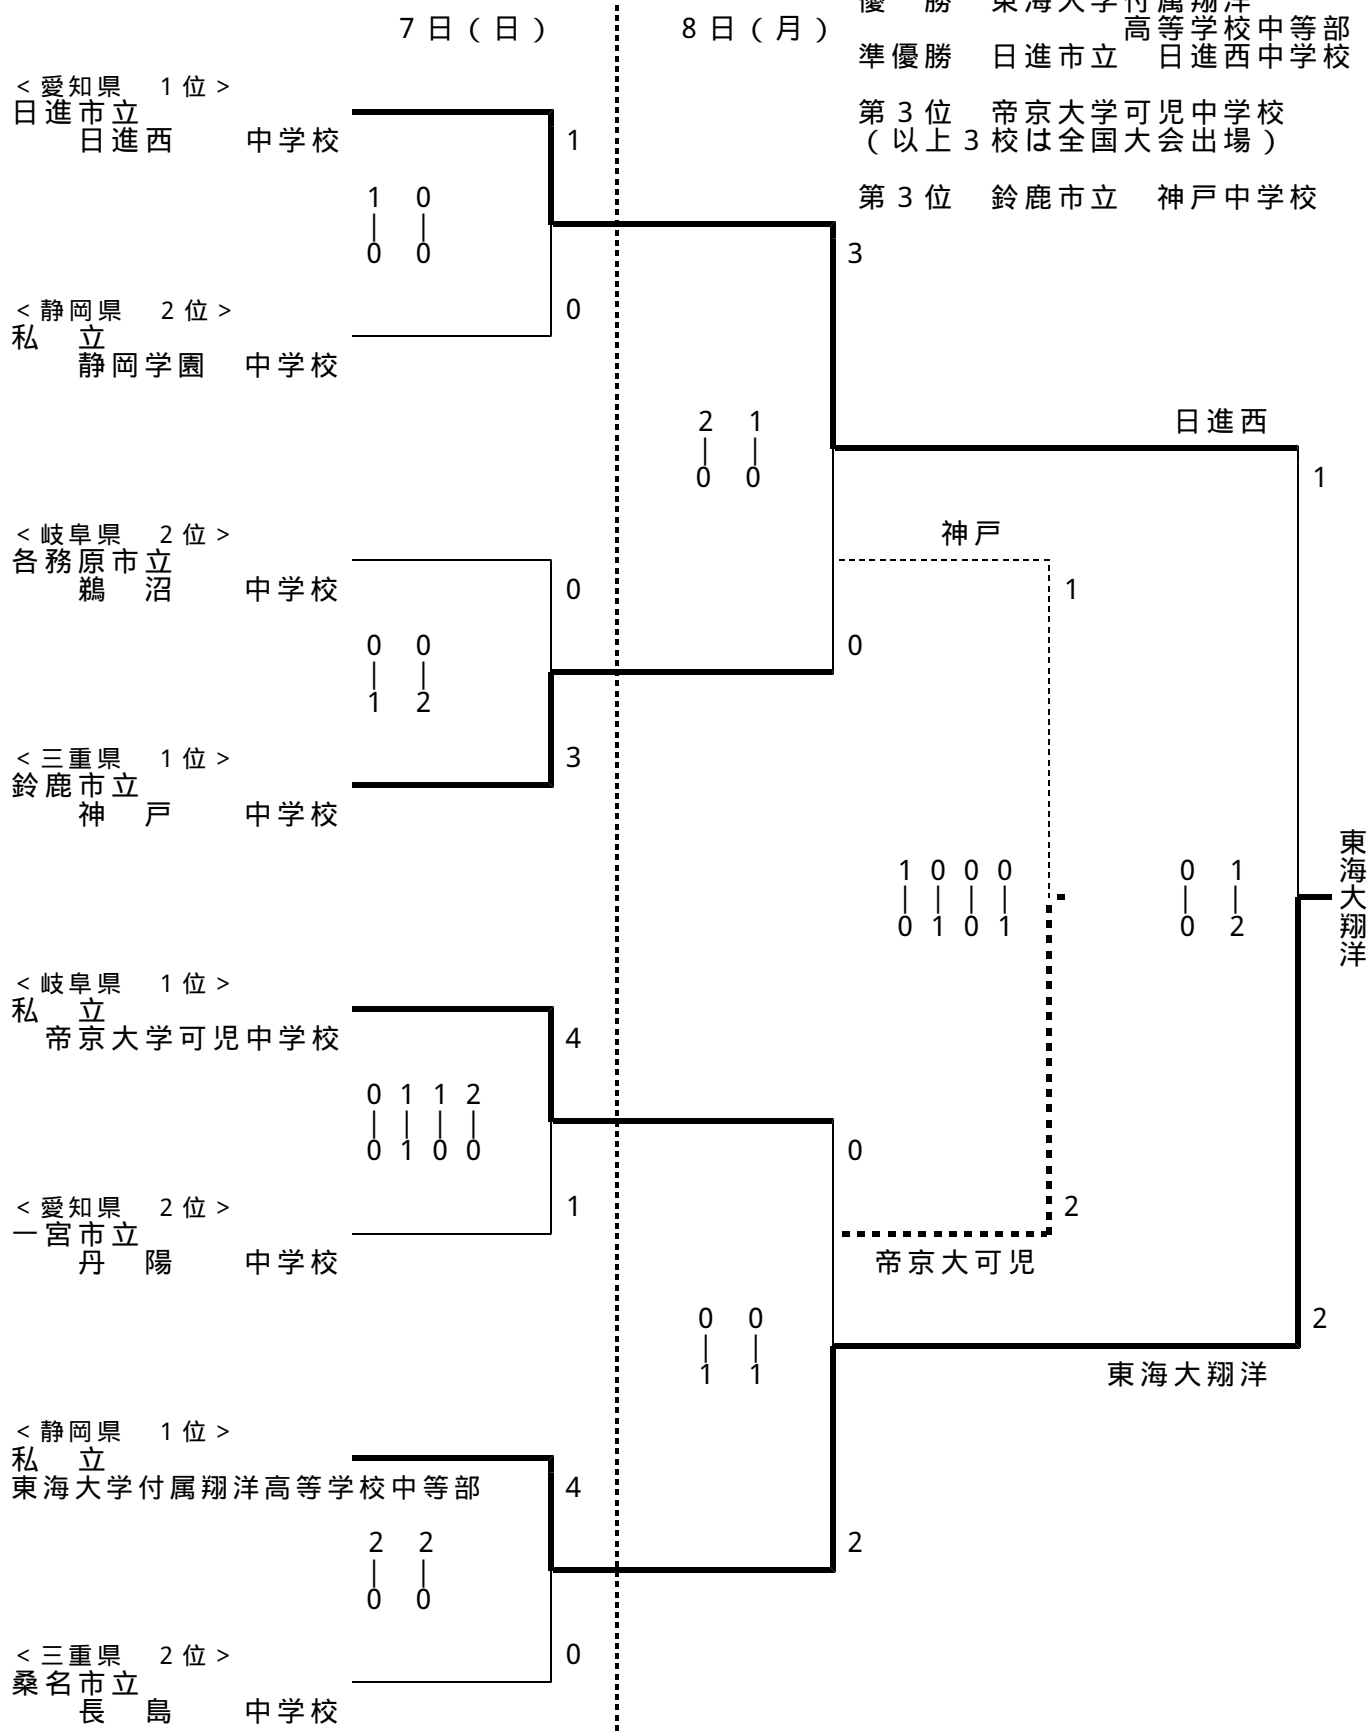 優　勝　東海大学付属翔洋
7日(日)　8日(月)　高等学校中等部
準優勝　日進市立　日進西中学校
<愛知県　1位>
日進市立
日進西　中学校
1
第3位　帝京大学可児中学校
(以上3校は全国大会出場)
第3位　鈴鹿市立　神戸中学校
1　0
|　|
0　0
3
<静岡県　2位>
私　立
静岡学園　中学校
0
2　1
|　|
0　0
日進西
1
<岐阜県　2位>
各務原市立
鵜　沼　中学校
0
神戸
1
0　0
|　|
1　2
0
<三重県　1位>
鈴鹿市立
神　戸　中学校
3
1　0　0　0
|　|　|　|
0　1　0　1
0　1
|　|
0　2
東海大翔洋
<岐阜県　1位>
私　立
帝京大学可児中学校
4
0　1　1　2
|　|　|　|
0　1　0　0
0
<愛知県　2位>
一宮市立
丹　陽　中学校
1
2
帝京大可児
0　0
|　|
1　1
2
東海大翔洋
<静岡県　1位>
私　立
東海大学付属翔洋高等学校中等部
4
2　2
|　|
0　0
2
<三重県　2位>
桑名市立
長　島　中学校
0